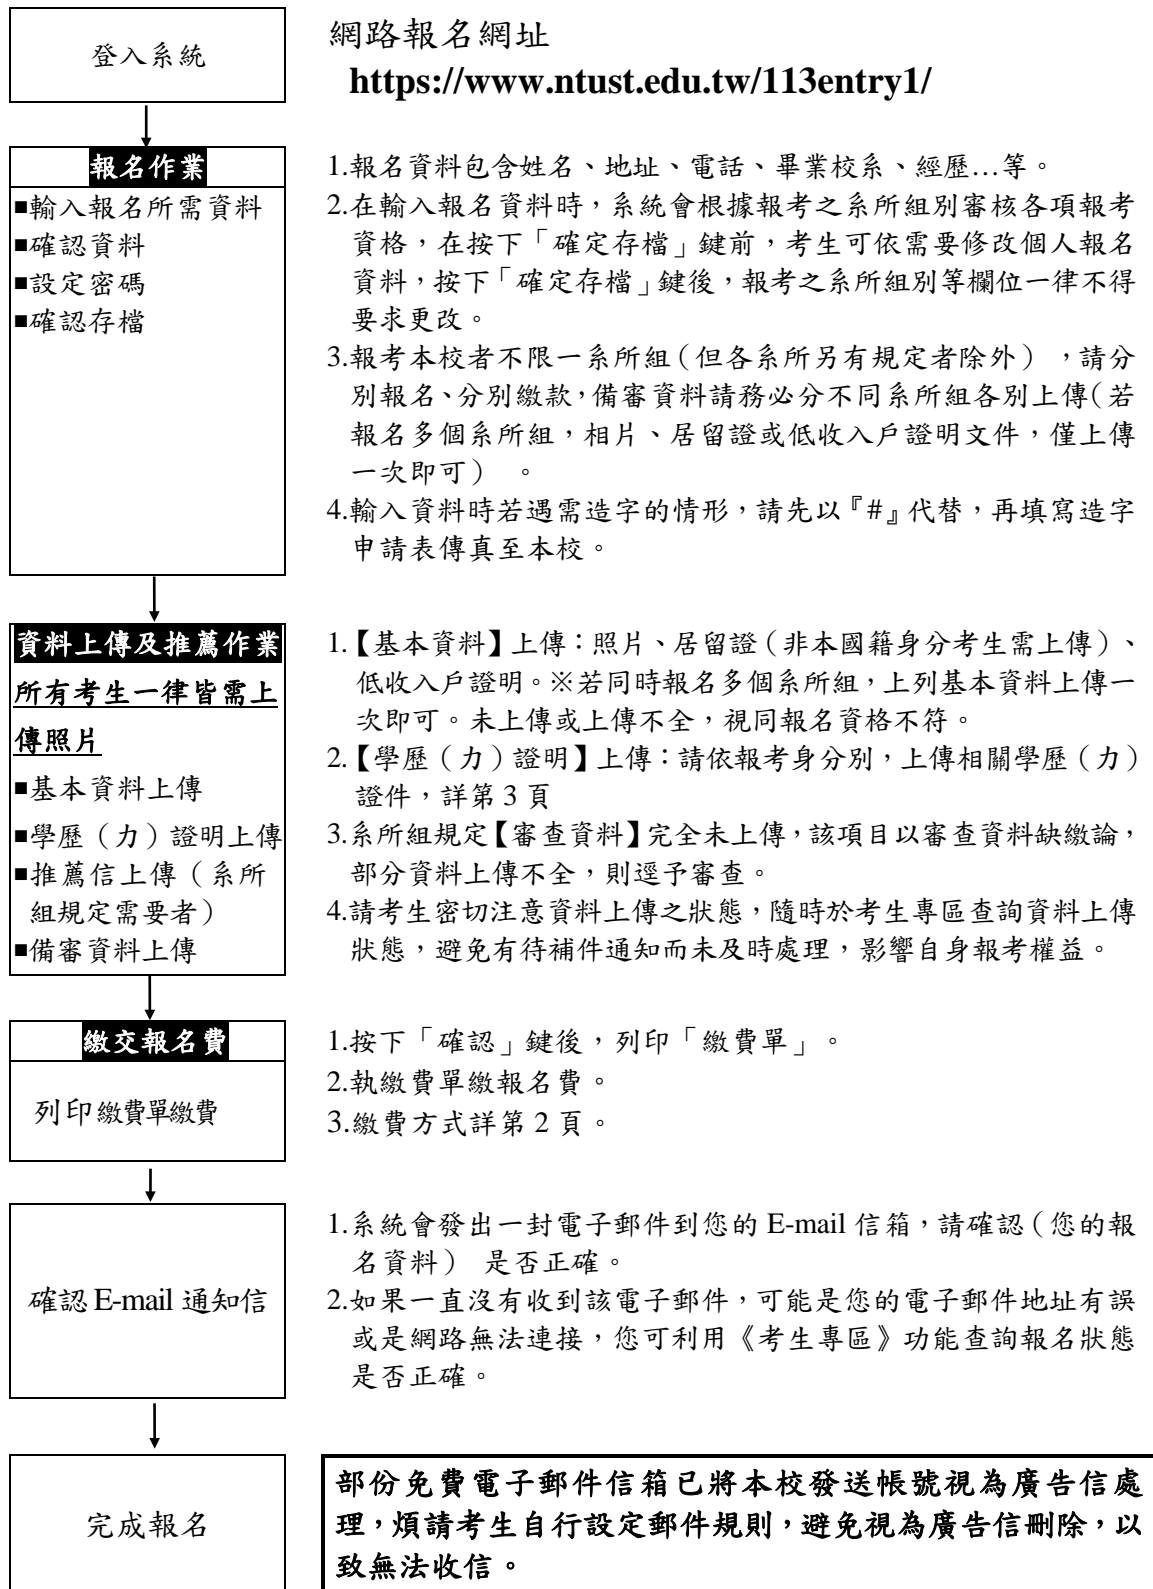 登入系統
網路報名網址
https://www.ntust.edu.tw/113entry1/
報名作業
■輸入報名所需資料
■確認資料
■設定密碼
■確認存檔
1.報名資料包含姓名、地址、電話、畢業校系、經歷…等。
2.在輸入報名資料時，系統會根據報考之系所組別審核各項報考
資格，在按下「確定存檔」鍵前，考生可依需要修改個人報名
資料，按下「確定存檔」鍵後，報考之系所組別等欄位一律不得
要求更改。
3.報考本校者不限一系所組（但各系所另有規定者除外），請分
別報名、分別繳款，備審資料請務必分不同系所組各別上傳（若
報名多個系所組，相片、居留證或低收入戶證明文件，僅上傳
一次即可）。
4.輸入資料時若遇需造字的情形，請先以『#』代替，再填寫造字
申請表傳真至本校。
資料上傳及推薦作業
所有考生一律皆需上
傳照片
■基本資料上傳
■學歷（力）證明上傳
■推薦信上傳（系所
組規定需要者）
■備審資料上傳
1.【基本資料】上傳：照片、居留證（非本國籍身分考生需上傳）、
低收入戶證明。※若同時報名多個系所組，上列基本資料上傳一
次即可。未上傳或上傳不全，視同報名資格不符。
2.【學歷（力）證明】上傳：請依報考身分別，上傳相關學歷（力）
證件，詳第 3 頁
3.系所組規定【審查資料】完全未上傳，該項目以審查資料缺繳論，
部分資料上傳不全，則逕予審查。
4.請考生密切注意資料上傳之狀態，隨時於考生專區查詢資料上傳
狀態，避免有待補件通知而未及時處理，影響自身報考權益。
繳交報名費
列印繳費單繳費
1.按下「確認」鍵後，列印「繳費單」。
2.執繳費單繳報名費。
3.繳費方式詳第 2 頁。
確認 E-mail 通知信
1.系統會發出一封電子郵件到您的 E-mail 信箱，請確認（您的報
名資料） 是否正確。
2.如果一直沒有收到該電子郵件，可能是您的電子郵件地址有誤
或是網路無法連接，您可利用《考生專區》功能查詢報名狀態
是否正確。
完成報名
部份免費電子郵件信箱已將本校發送帳號視為廣告信處
理，煩請考生自行設定郵件規則，避免視為廣告信刪除，以
致無法收信。